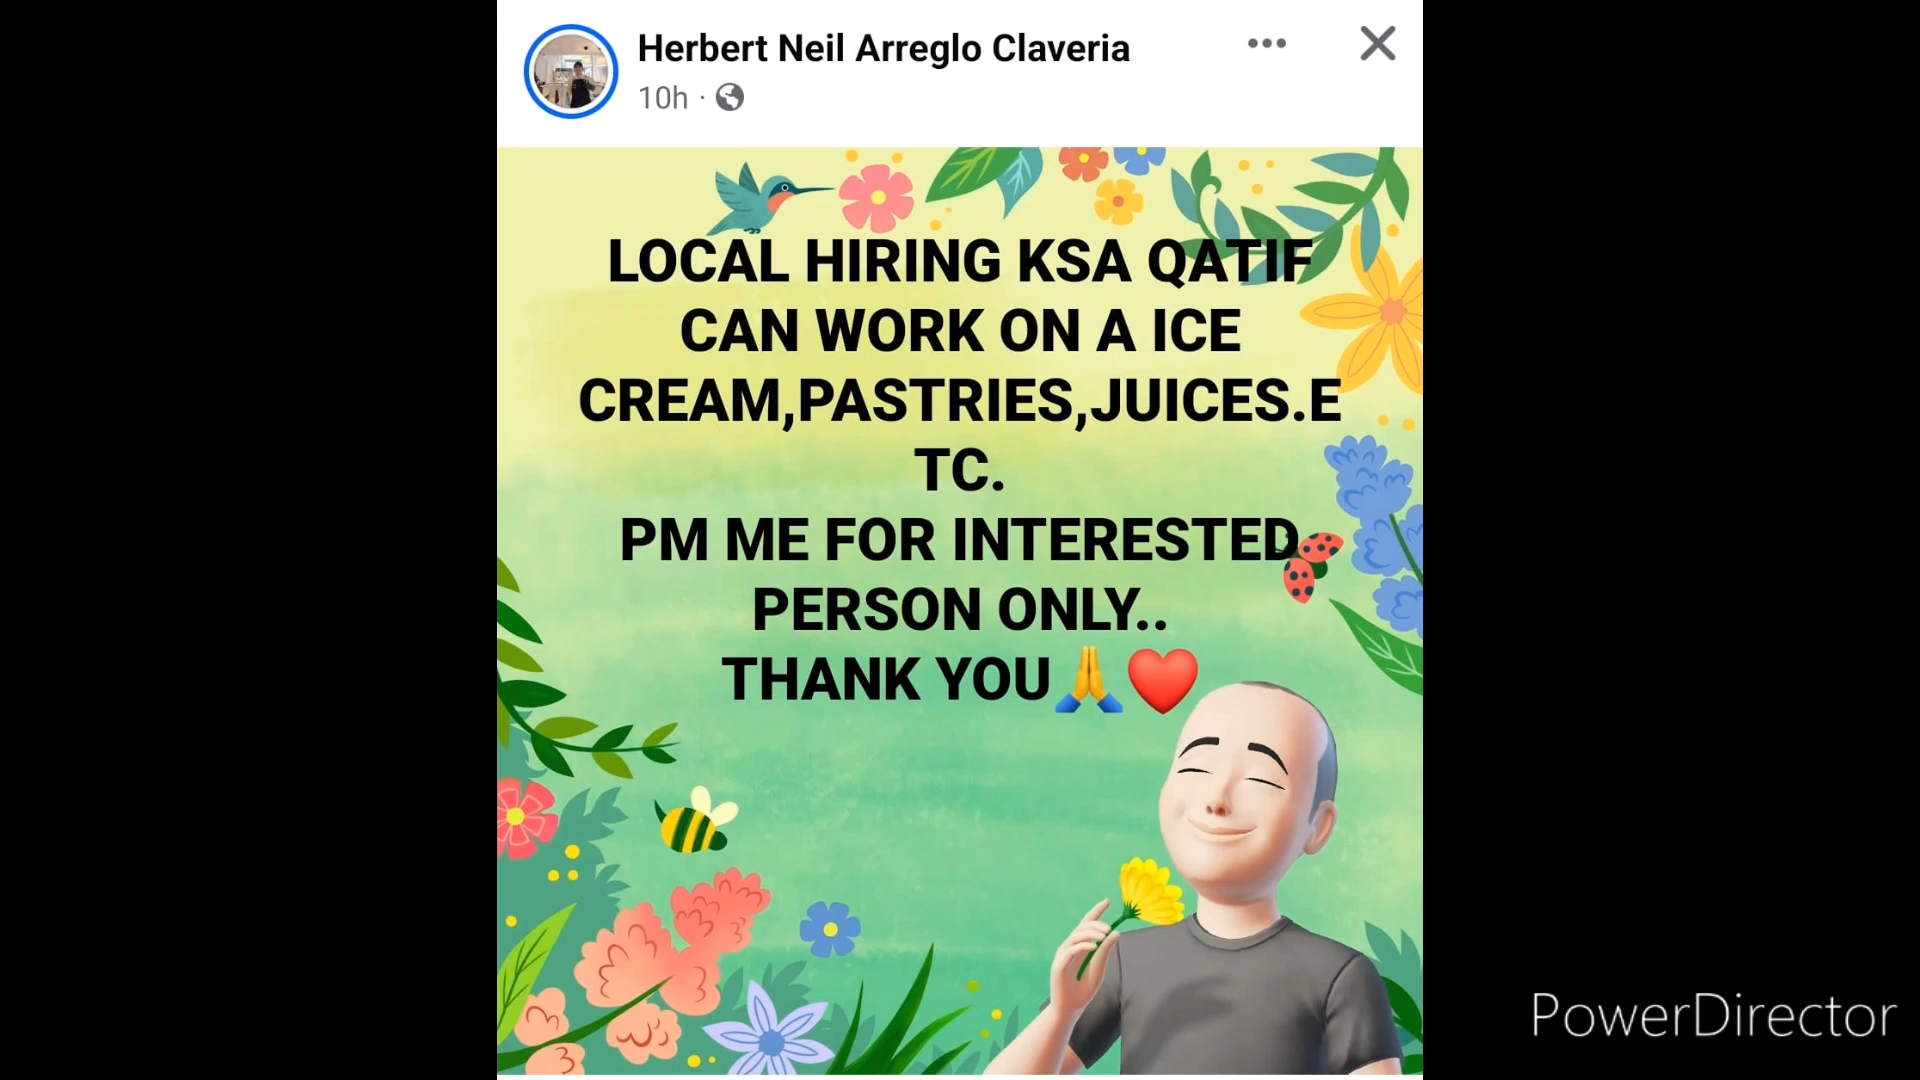 Herbert Neil Arreglo Claveria
10h ·
LOCAL HIRING KSA QATIF
CAN WORK ON A ICE
CREAM,PASTRIES,JUICES.E
TC.
PM ME FOR INTERESTED
PERSON ONLY..
THANK YOU🙏❤️
PowerDirector